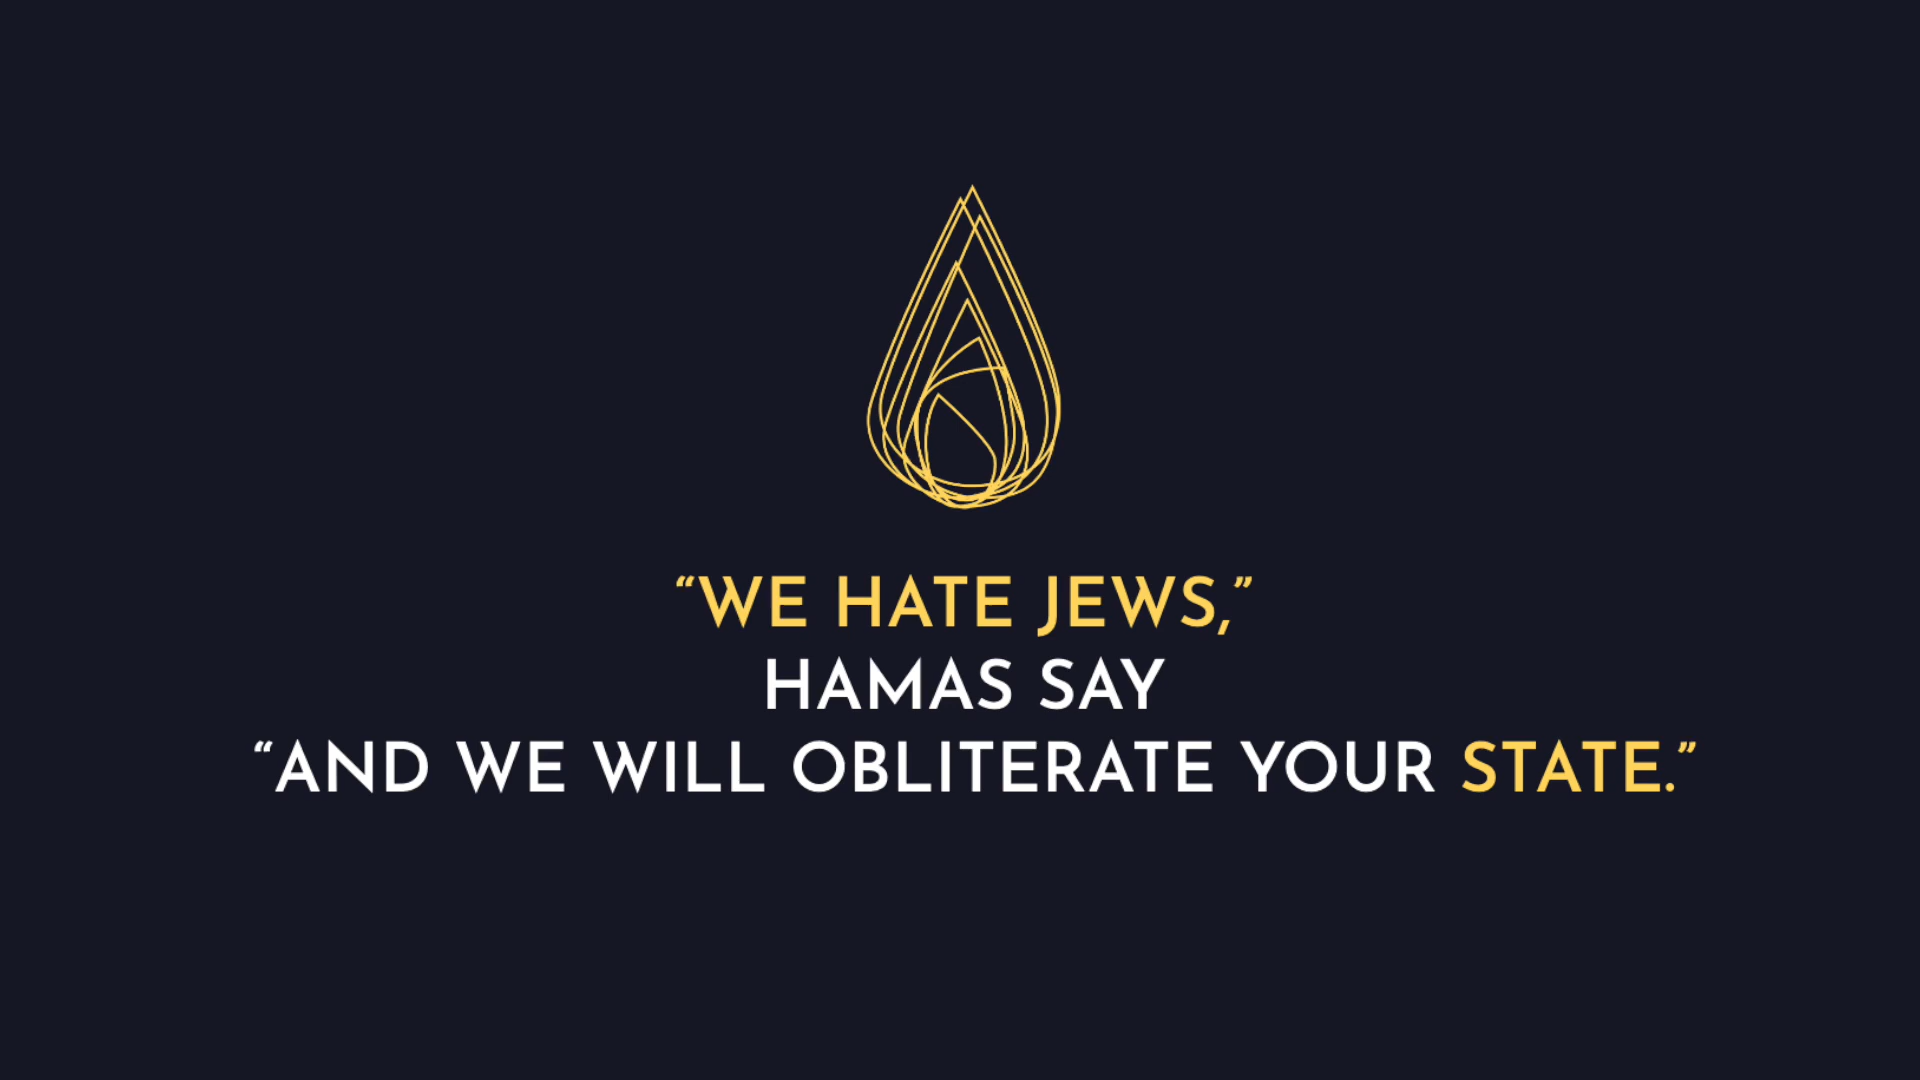 “WE HATE JEWS,”
HAMAS SAY
“AND WE WILL OBLITERATE YOUR STATE.”